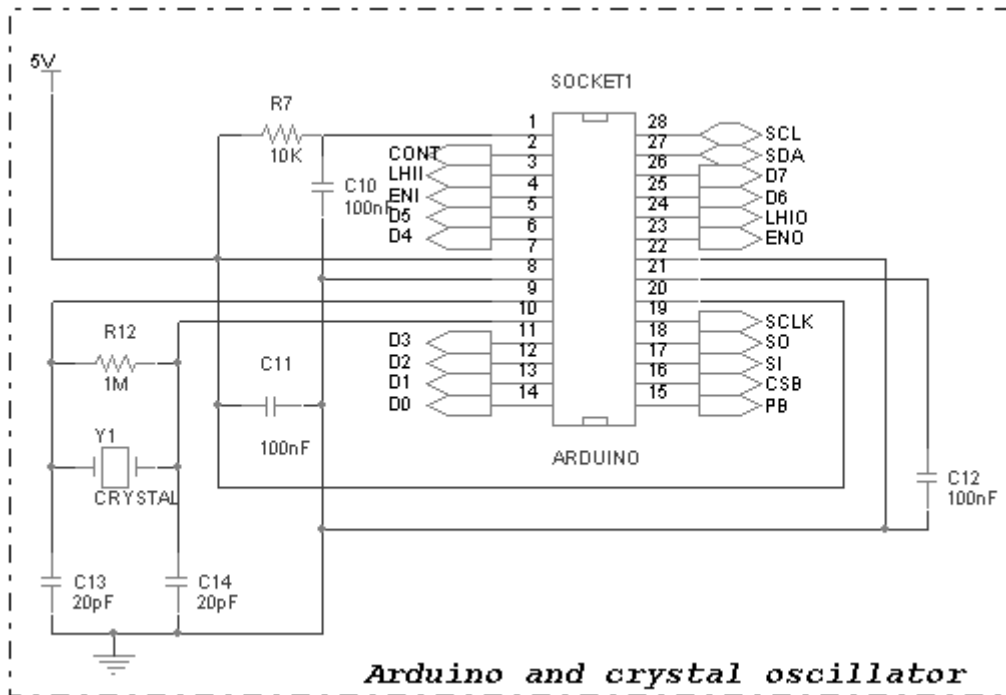 5V
SOCKET1
R7
10K
C10
100nF
1
2
3
4
5
6
7
8
9
10
11
12
13
14
28
27
26
25
24
23
22
21
20
19
18
17
16
15
CONT
LHII
ENI
D5
D4
D3
D2
D1
D0
SCL
SDA
D7
D6
LHIO
ENO
SCLK
SO
SI
CSB
PB
R12
1M
C11
100nF
Y1
CRYSTAL
ARDUINO
C12
100nF
C13
20pF
C14
20pF
Arduino and crystal oscillator